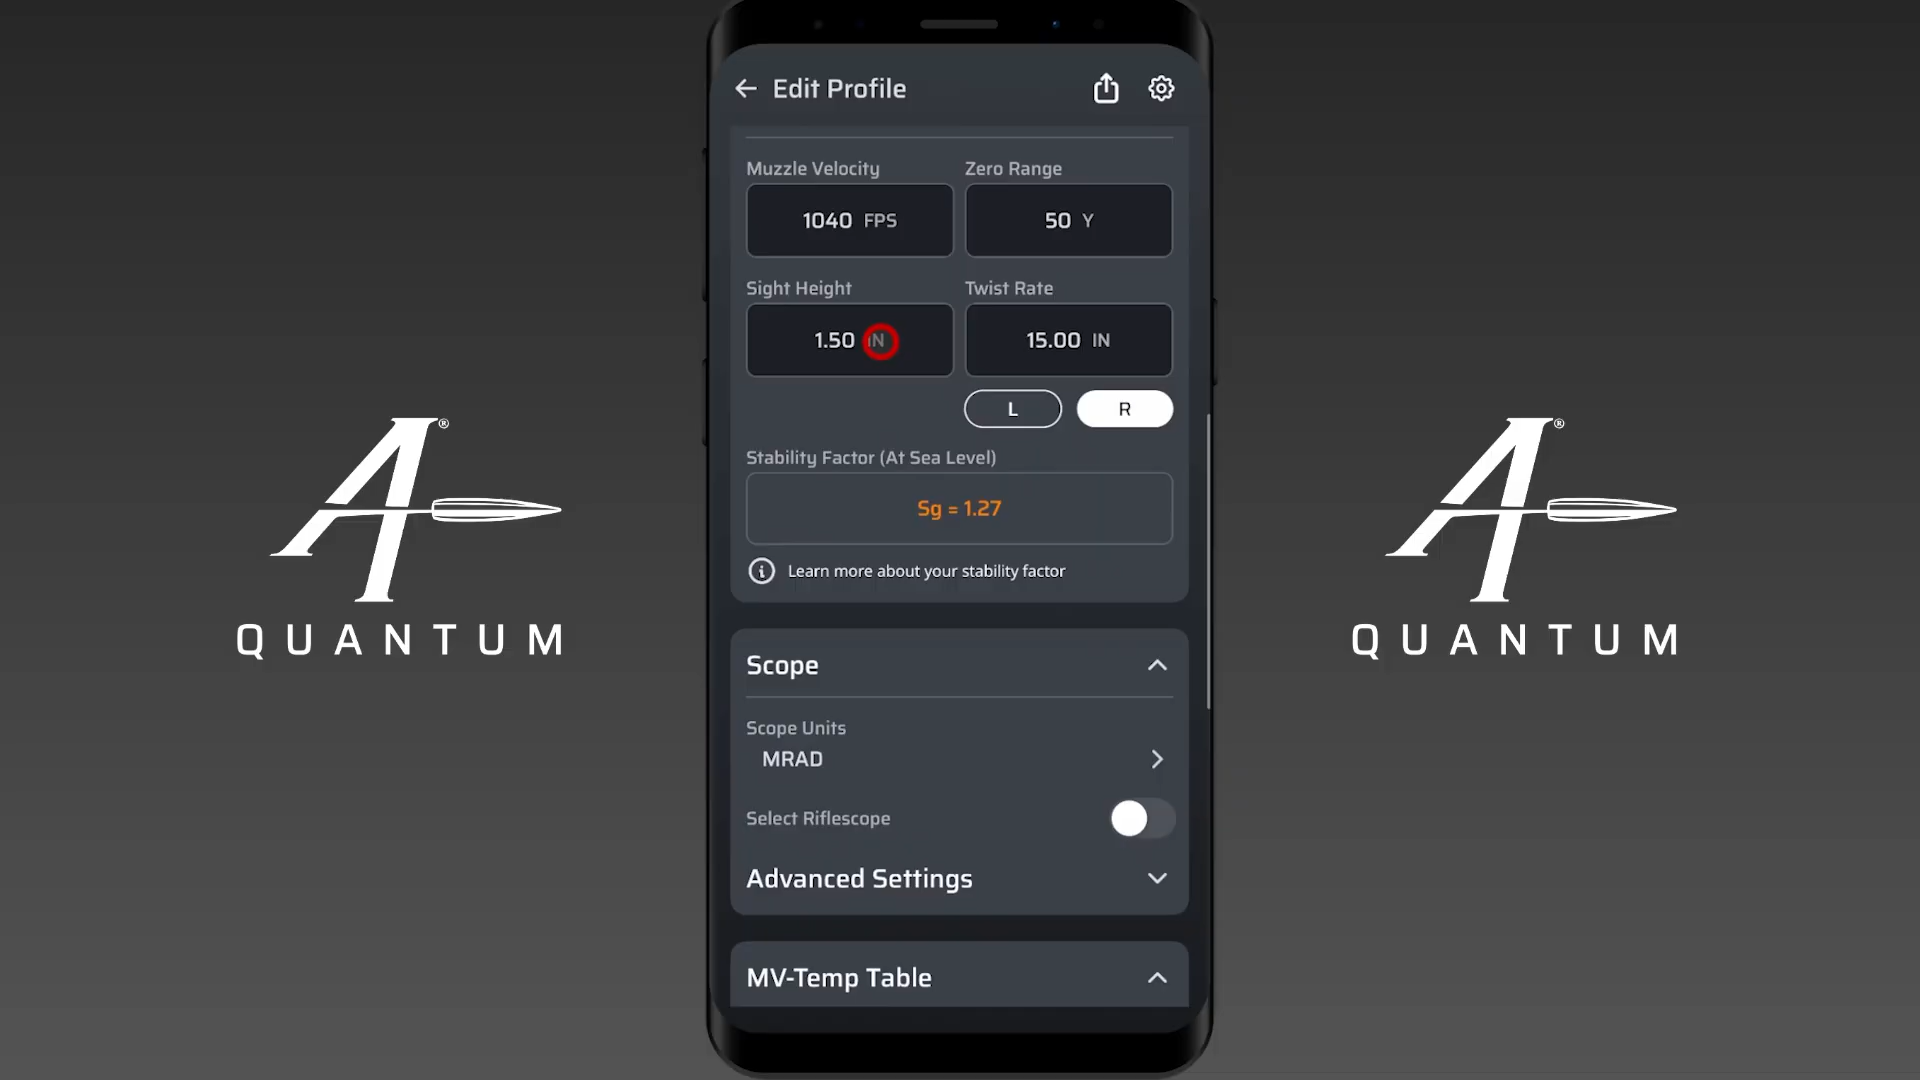 Edit Profile
Muzzle Velocity Zero Range
1040 FPS 50 Y
Sight Height Twist Rate
1.50 IN 15.00 IN
L R
Stability Factor (At Sea Level)
Sg = 1.27
Learn more about your stability factor
Scope
Scope Units
MRAD
Select Riflescope
Advanced Settings
MV-Temp Table
A®
QUANTUM
A®
QUANTUM